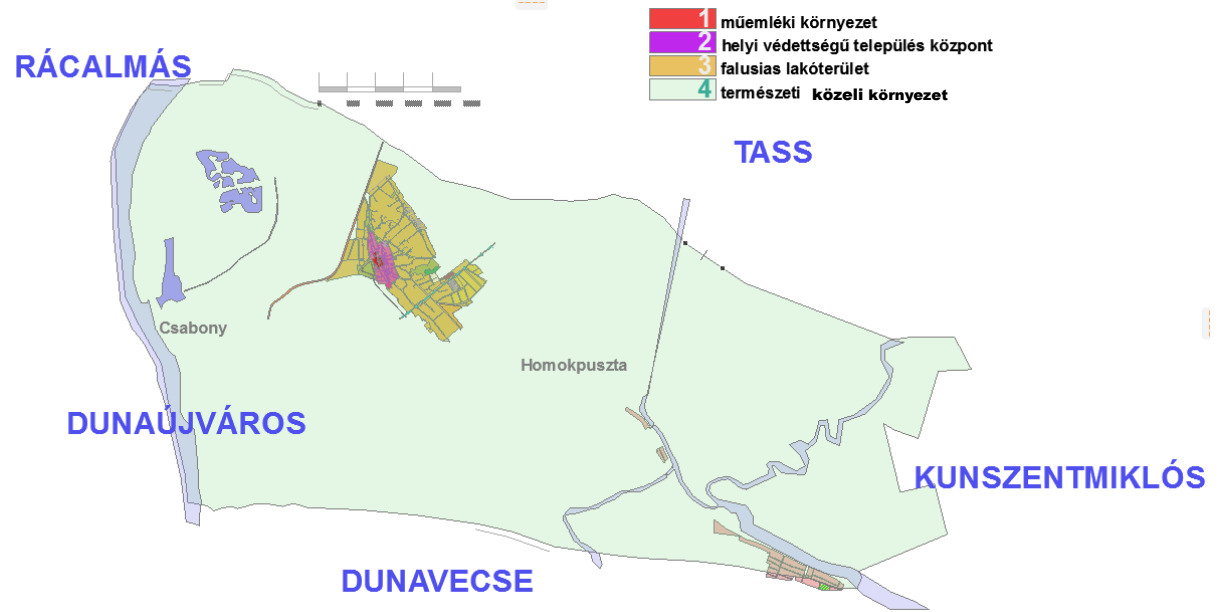 1 műemléki környezet
2 helyi védettségű település központ
3 falusias lakóterület
4 természeti közeli környezet
RÁCALMÁS
TASS
Csabony
Homokpuszta
DUNAÚJVÁROS
KUNSZENTMIKLÓS
DUNAVECSE